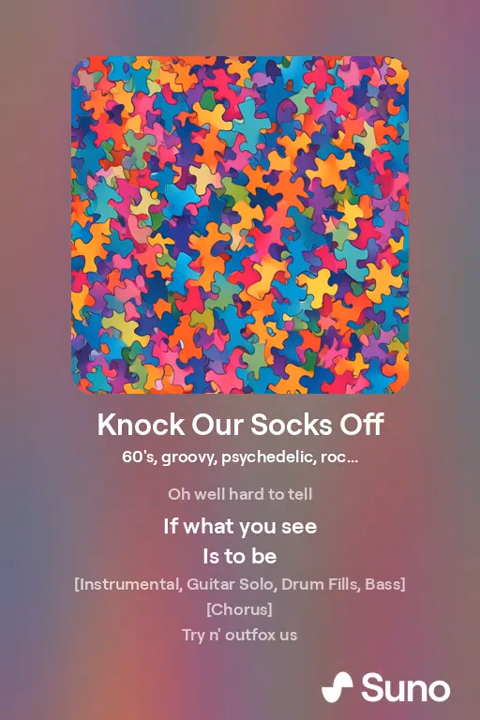 Knock Our Socks Off
60's, groovy, psychedelic, roc...
Oh well hard to tell
If what you see
Is to be
[Instrumental, Guitar Solo, Drum Fills, Bass]
[Chorus]
Try n' outfox us
Suno